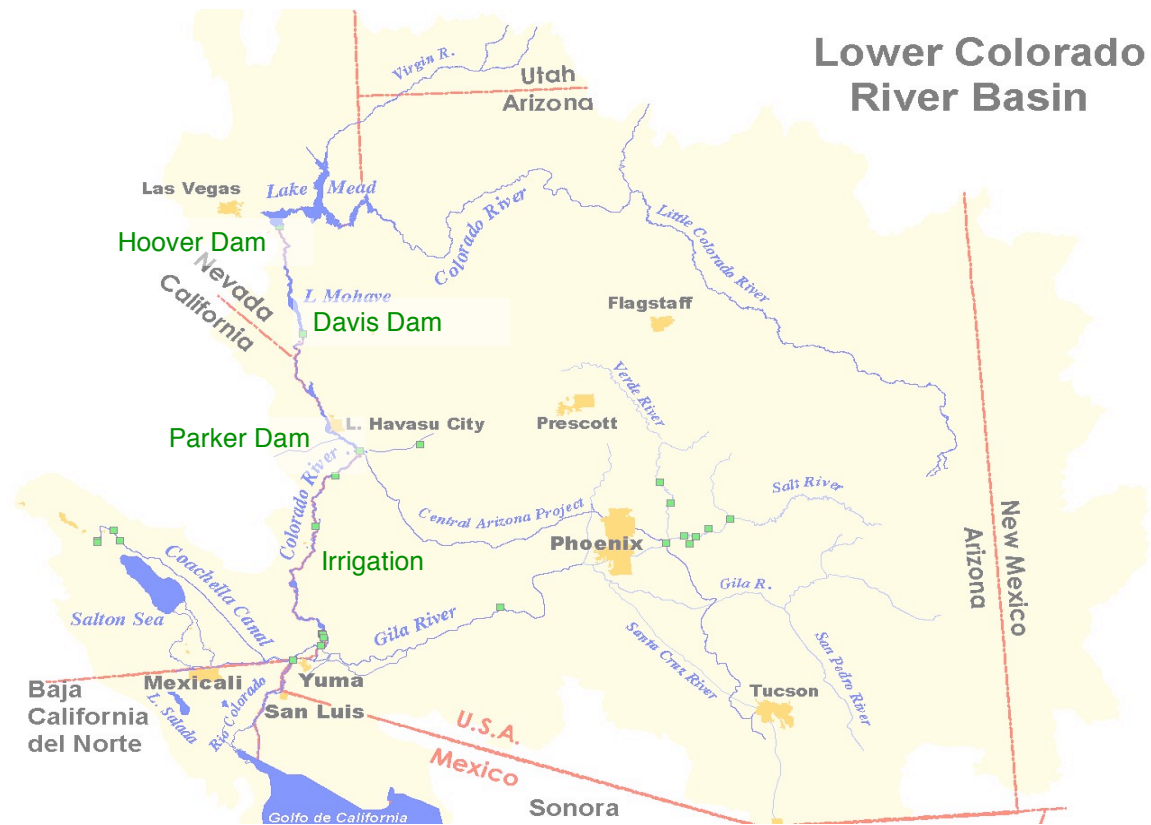 Lower Colorado
River Basin
Virgin R.
Utah
Arizona
Las Vegas
Lake Mead
Hoover Dam
Colorado River
Little Colorado River
Nevada
California
L Mohave
Davis Dam
Flagstaff
Verde River
Parker Dam
L. Havasu City
Prescott
Colorado River
Central Arizona Project
Salt River
Phoenix
Irrigation
New Mexico
Arizona
Coachella Canal
Salton Sea
Gila River
Gila R.
Santa Cruz River
San Pedro River
Mexicali
Yuma
Baja
California
del Norte
L. Salada
Rio Colorado
San Luis
Tucson
U.S.A.
Mexico
Sonora
Golfo de California